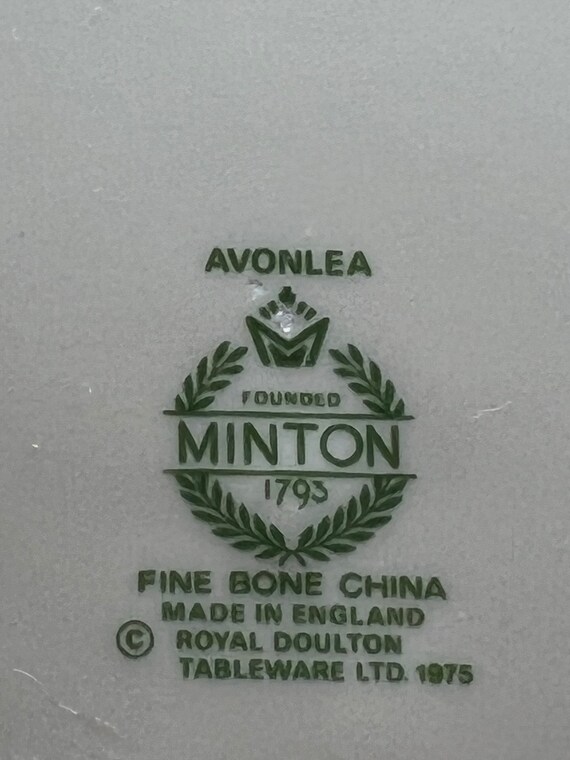 AVONLEA
M
FOUNDED
MINTON
1793
FINE BONE CHINA
MADE IN ENGLAND
© ROYAL DOULTON
TABLEWARE LTD. 1975